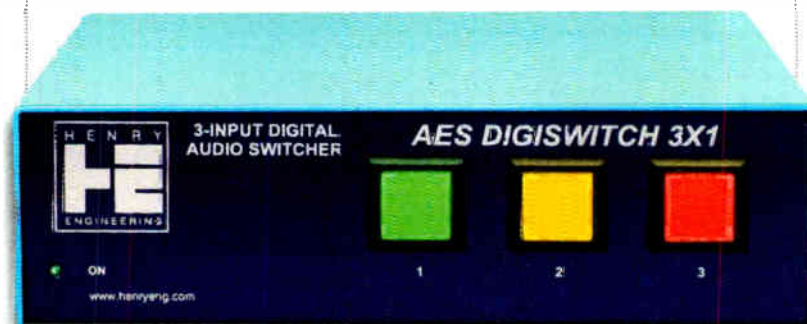 HENRY
ENGINEERING
3-INPUT DIGITAL
AUDIO SWITCHER
AES DIGISWITCH 3X1
1
2
3
ON
www.henryeng.com